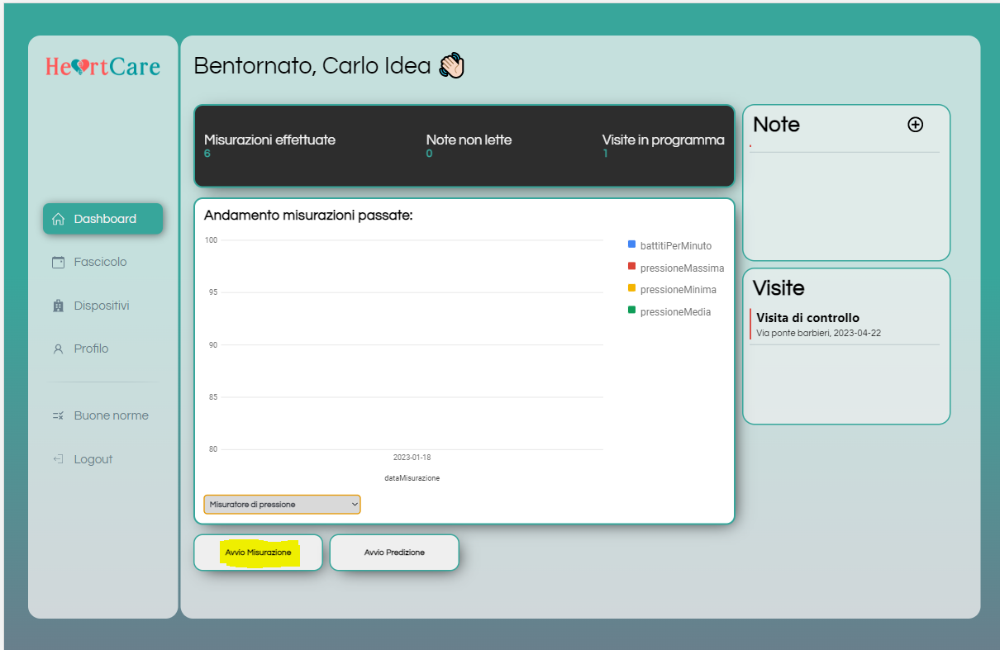 HeartCare
Dashboard
Fascicolo
Dispositivi
Profilo
Buone norme
Logout
Bentornato, Carlo Idea
Misurazioni effettuate
6
Note non lette
0
Visite in programma
1
Andamento misurazioni passate:
100
95
90
85
80
2023-01-18
dataMisurazione
battitiPerMinuto
pressioneMassima
pressioneMinima
pressioneMedia
Misuratore di pressione
Avvio Misurazione
Avvio Predizione
Note
Visite
Visita di controllo
Via ponte barbieri, 2023-04-22